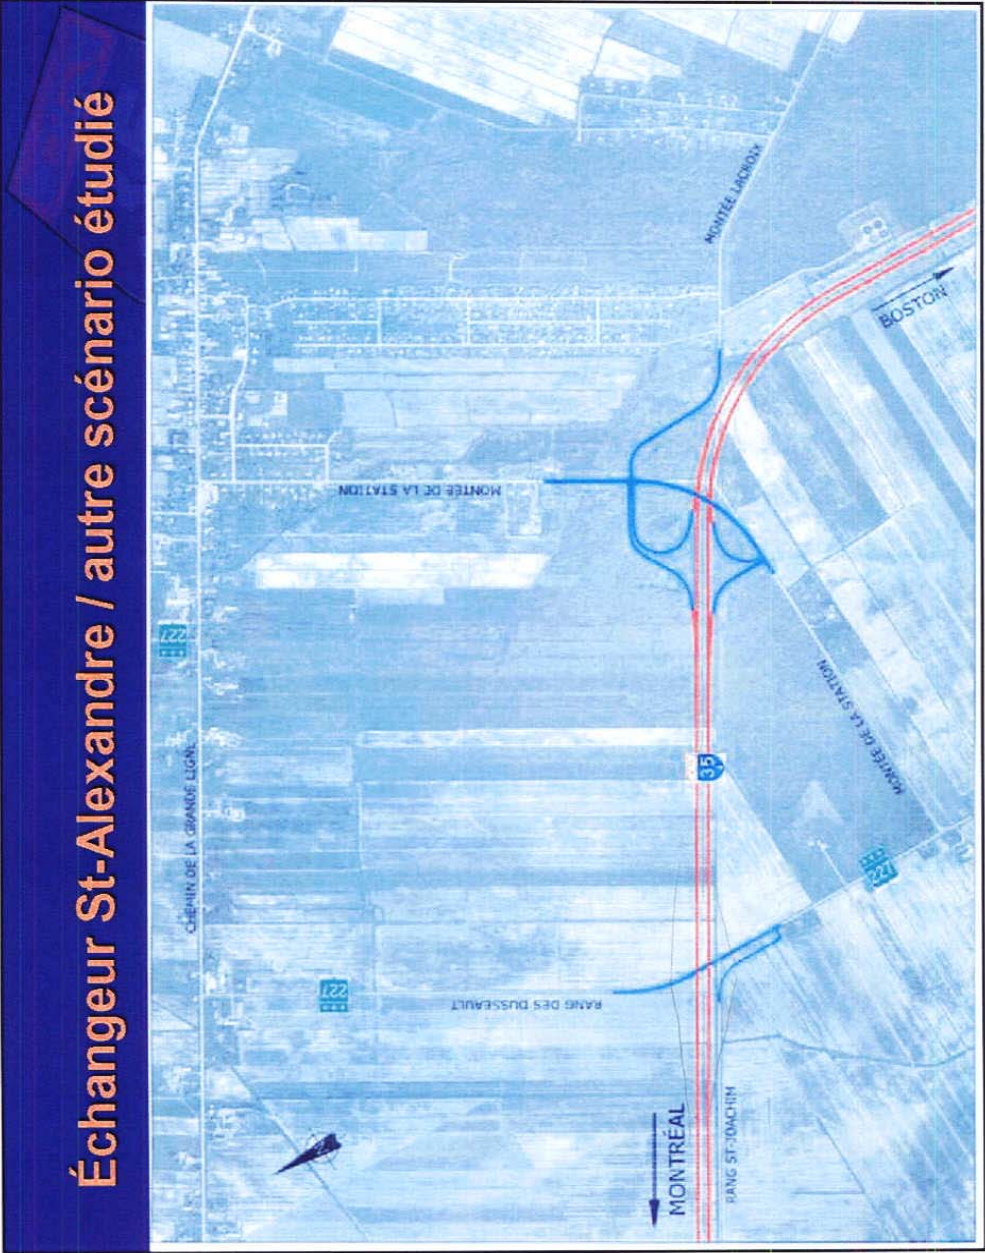 Échangeur St-Alexandre / autre scénario étudié
CHEMIN DE LA GRANDE LIGNE
227
MONTÉE DE LA STATION
MONTÉE LACROIX
BOSTON
227
RANG DES DUSSEAULT
35
MONTÉE DE LA STATION
227
MONTRÉAL
RANG ST-JOACHIM